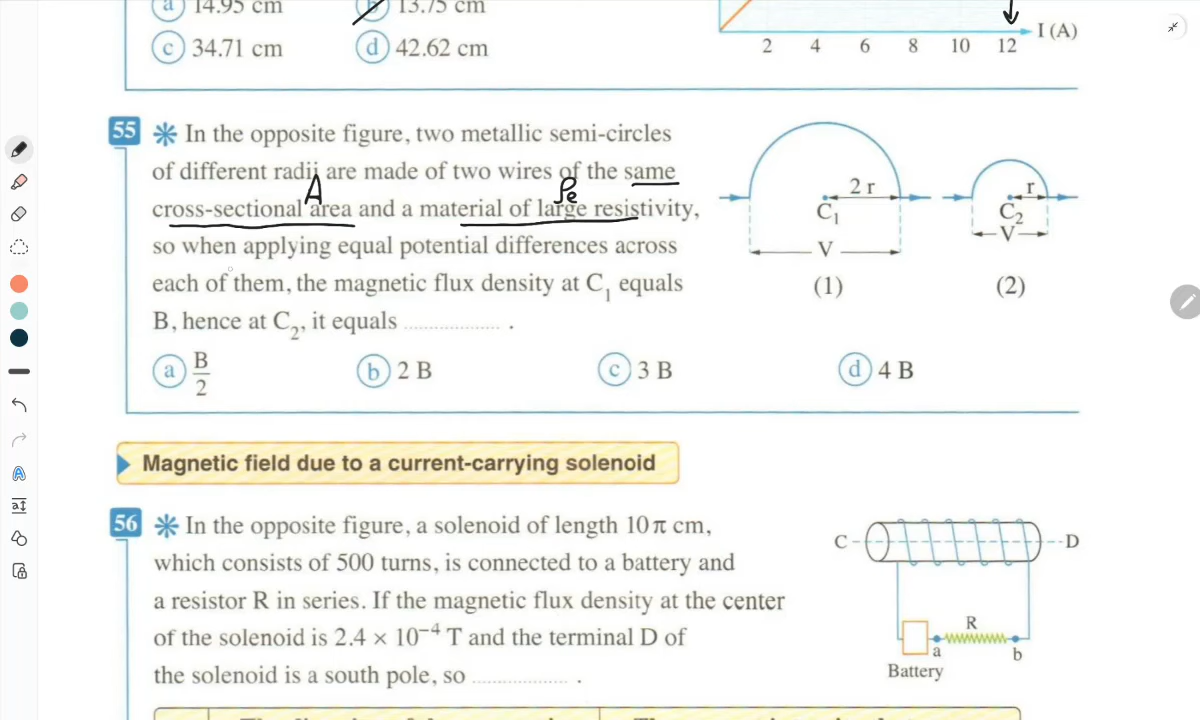 a 14.95 cm b 13.75 cm
c 34.71 cm d 42.62 cm
2 4 6 8 10 12 I (A)
55 In the opposite figure, two metallic semi-circles
of different radii are made of two wires of the same
A ρe
cross-sectional area and a material of large resistivity,
so when applying equal potential differences across
each of them, the magnetic flux density at C1 equals
B, hence at C2, it equals .................... .
a B/2 b 2 B c 3 B d 4 B
2 r
C1
V
(1)
r
C2
V
(2)
Magnetic field due to a current-carrying solenoid
56 In the opposite figure, a solenoid of length 10 π cm,
which consists of 500 turns, is connected to a battery and
a resistor R in series. If the magnetic flux density at the center
of the solenoid is 2.4 × 10⁻⁴ T and the terminal D of
the solenoid is a south pole, so .................... .
C D
R
a b
Battery